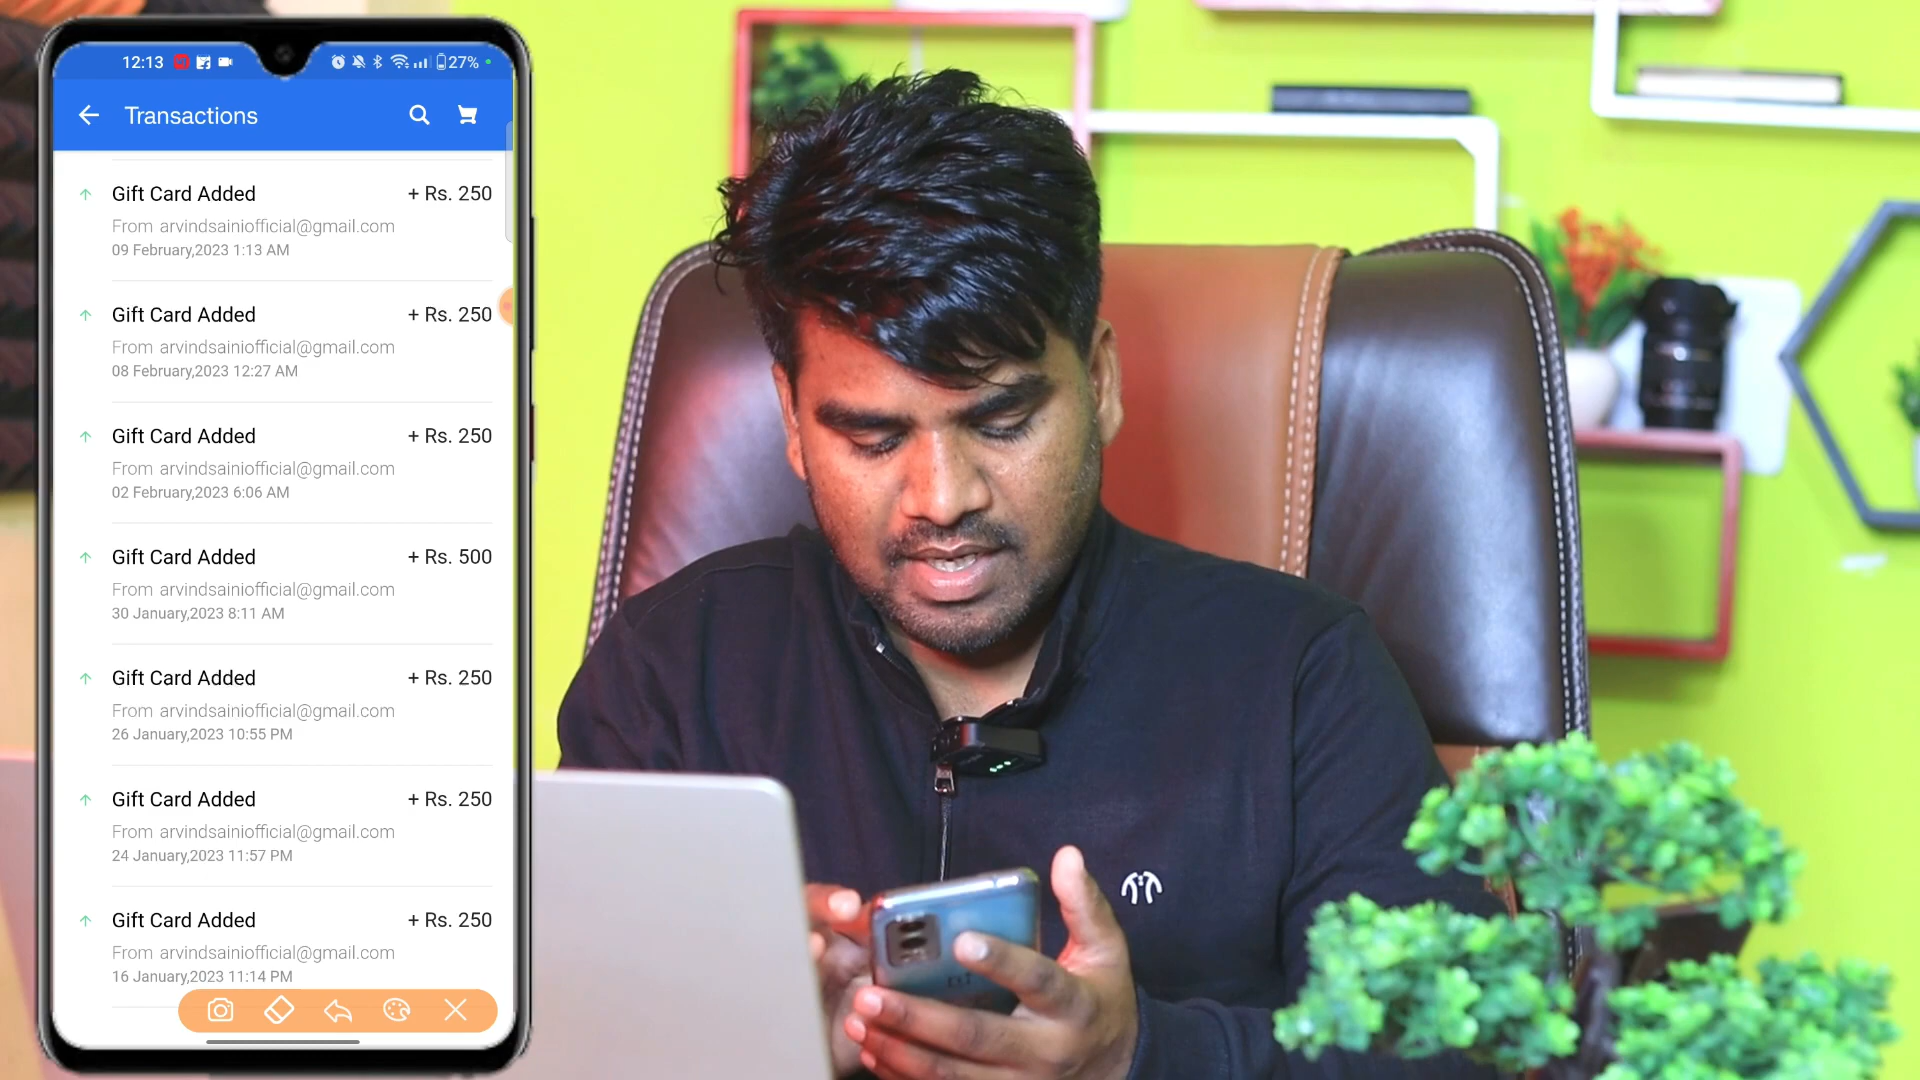 12:13
27%
Transactions
Gift Card Added + Rs. 250
From arvindsainiofficial@gmail.com
09 February,2023 1:13 AM
Gift Card Added + Rs. 250
From arvindsainiofficial@gmail.com
08 February,2023 12:27 AM
Gift Card Added + Rs. 250
From arvindsainiofficial@gmail.com
02 February,2023 6:06 AM
Gift Card Added + Rs. 500
From arvindsainiofficial@gmail.com
30 January,2023 8:11 AM
Gift Card Added + Rs. 250
From arvindsainiofficial@gmail.com
26 January,2023 10:55 PM
Gift Card Added + Rs. 250
From arvindsainiofficial@gmail.com
24 January,2023 11:57 PM
Gift Card Added + Rs. 250
From arvindsainiofficial@gmail.com
16 January,2023 11:14 PM